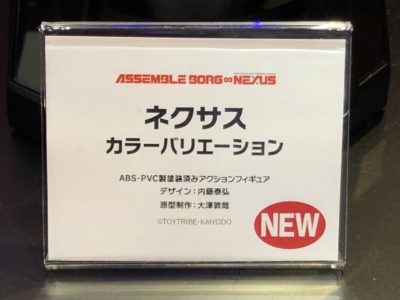 ASSEMBLE BORG∞NEXUS
ネクサス
カラーバリエーション
ABS・PVC製塗装済みアクションフィギュア
デザイン：内藤泰弘
原型制作：大津敦哉
©TOYTRIBE・KAIYODO
NEW